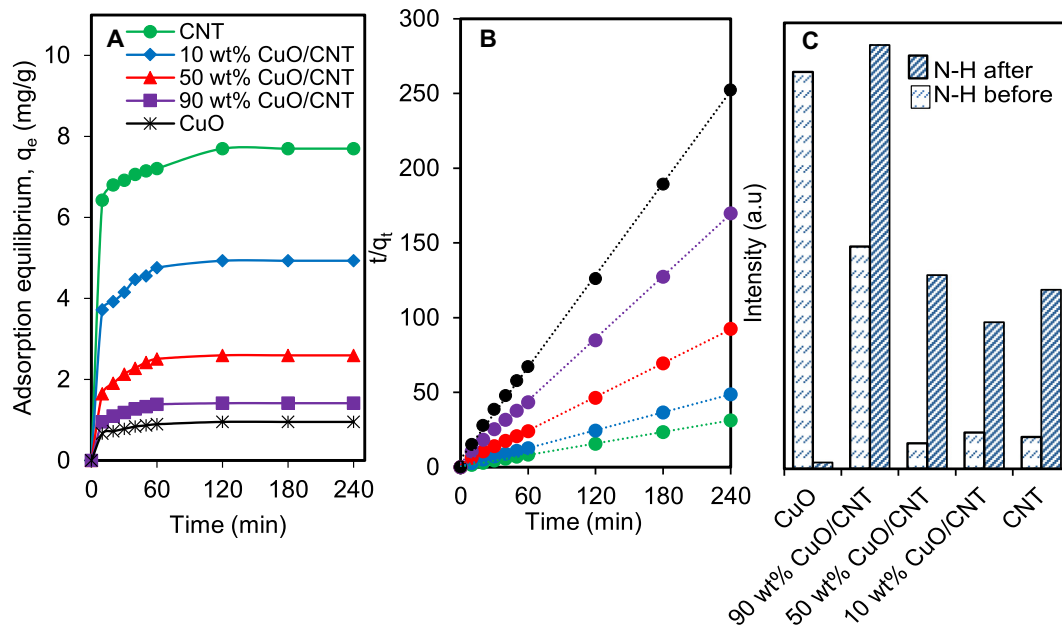 A
CNT
10 wt% CuO/CNT
50 wt% CuO/CNT
90 wt% CuO/CNT
CuO
Adsorption equilibrium, qe (mg/g)
10
8
6
4
2
0
0 60 120 180 240
Time (min)
B
t/qt
300
250
200
150
100
50
0
0 60 120 180 240
Time (min)
C
N-H after
N-H before
Intensity (a.u)
CuO
90 wt% CuO/CNT
50 wt% CuO/CNT
10 wt% CuO/CNT
CNT